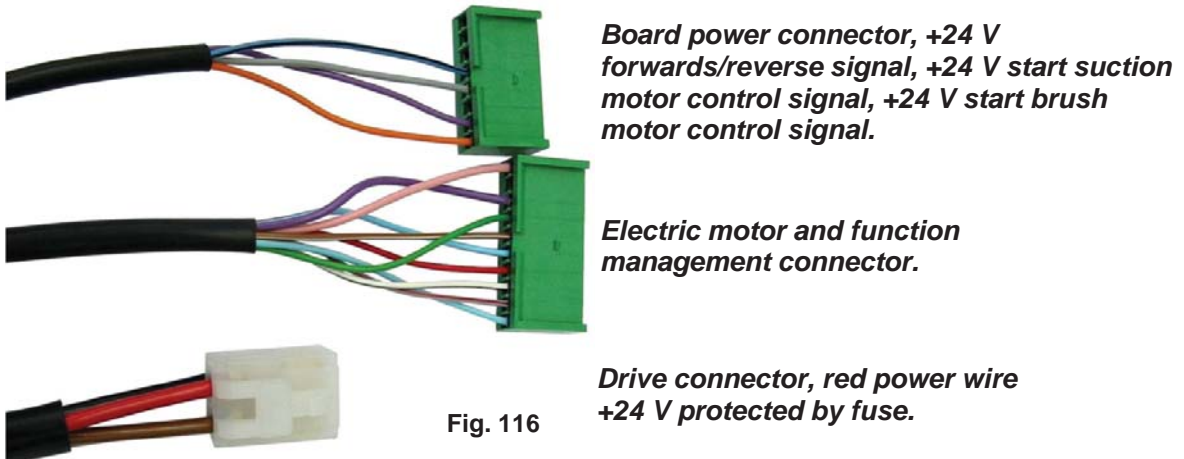 Board power connector, +24 V
forwards/reverse signal, +24 V start suction
motor control signal, +24 V start brush
motor control signal.
Electric motor and function
management connector.
Drive connector, red power wire
+24 V protected by fuse.
Fig. 116